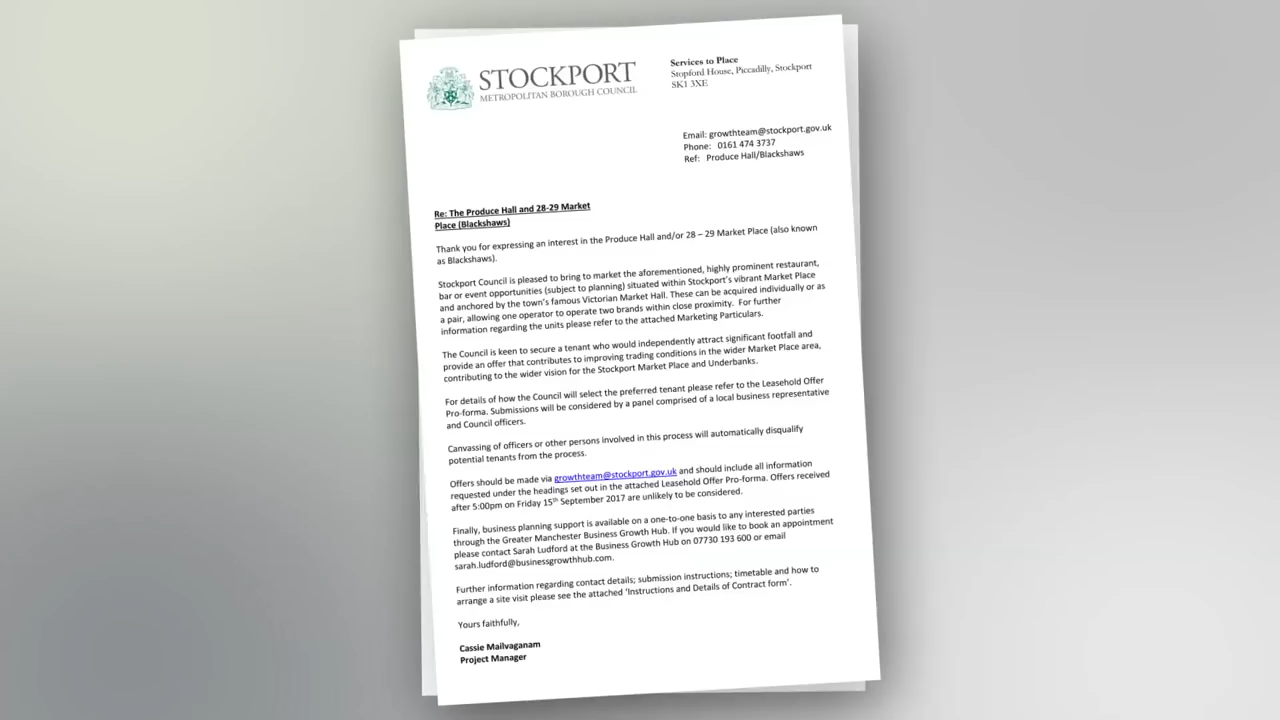 STOCKPORT
METROPOLITAN BOROUGH COUNCIL
Services to Place
Stopford House, Piccadilly, Stockport
SK1 3XE
Email: growthteam@stockport.gov.uk
Phone: 0161 474 3737
Ref: Produce Hall/Blackshaws
Re: The Produce Hall and 28-29 Market
Place (Blackshaws)
Thank you for expressing an interest in the Produce Hall and/or 28 – 29 Market Place (also known
as Blackshaws).
Stockport Council is pleased to bring to market the aforementioned, highly prominent restaurant,
bar or event opportunities (subject to planning) situated within Stockport's vibrant Market Place
and anchored by the town's famous Victorian Market Hall. These can be acquired individually or as
a pair, allowing one operator to operate two brands within close proximity. For further
information regarding the units please refer to the attached Marketing Particulars.
The Council is keen to secure a tenant who would independently attract significant footfall and
provide an offer that contributes to improving trading conditions in the wider Market Place area,
contributing to the wider vision for the Stockport Market Place and Underbanks.
For details of how the Council will select the preferred tenant please refer to the Leasehold Offer
Pro-forma. Submissions will be considered by a panel comprised of a local business representative
and Council officers.
Canvassing of officers or other persons involved in this process will automatically disqualify
potential tenants from the process.
Offers should be made via growthteam@stockport.gov.uk and should include all information
requested under the headings set out in the attached Leasehold Offer Pro-forma. Offers received
after 5:00pm on Friday 15th September 2017 are unlikely to be considered.
Finally, business planning support is available on a one-to-one basis to any interested parties
through the Greater Manchester Business Growth Hub. If you would like to book an appointment
please contact Sarah Ludford at the Business Growth Hub on 07730 193 600 or email
sarah.ludford@businessgrowthhub.com.
Further information regarding contact details; submission instructions; timetable and how to
arrange a site visit please see the attached 'Instructions and Details of Contract form'.
Yours faithfully,
Cassie Mailvaganam
Project Manager